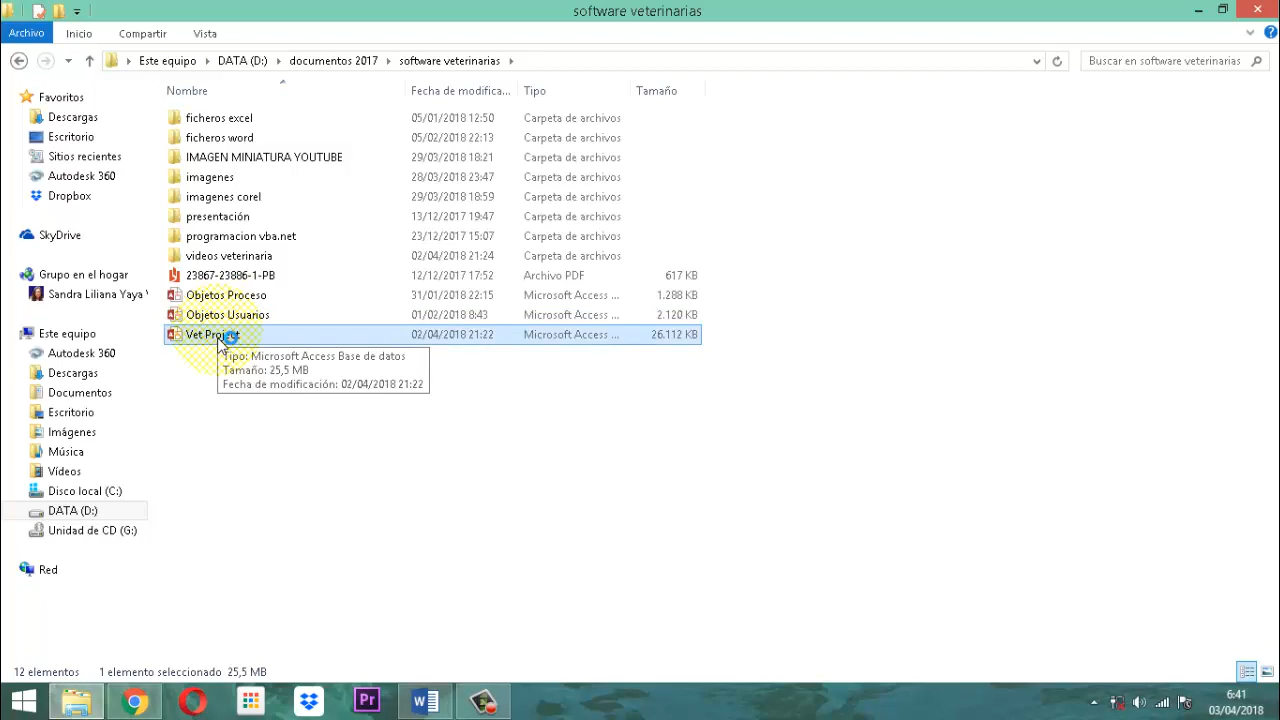 software veterinarias
Archivo Inicio Compartir Vista
Este equipo DATA (D:) documentos 2017 software veterinarias
Buscar en software veterinarias
Nombre Fecha de modifica... Tipo Tamaño
Favoritos
Descargas
Escritorio
Sitios recientes
Autodesk 360
Dropbox
SkyDrive
Grupo en el hogar
Sandra Liliana Yaya
Este equipo
Autodesk 360
Descargas
Documentos
Escritorio
Imágenes
Música
Vídeos
Disco local (C:)
DATA (D:)
Unidad de CD (G:)
Red
ficheros excel 05/01/2018 12:50 Carpeta de archivos
ficheros word 05/02/2018 22:13 Carpeta de archivos
IMAGEN MINIATURA YOUTUBE 29/03/2018 18:21 Carpeta de archivos
imagenes 28/03/2018 23:47 Carpeta de archivos
imagenes corel 29/03/2018 18:59 Carpeta de archivos
presentación 13/12/2017 19:47 Carpeta de archivos
programacion vba.net 23/12/2017 15:07 Carpeta de archivos
videos veterinaria 02/04/2018 21:24 Carpeta de archivos
23867-23886-1-PB 12/12/2017 17:52 Archivo PDF 617 KB
Objetos Proceso 31/01/2018 22:15 Microsoft Access ... 1.288 KB
Objetos Usuarios 01/02/2018 8:43 Microsoft Access ... 2.120 KB
Vet Project 02/04/2018 21:22 Microsoft Access ... 26.112 KB
Tipo: Microsoft Access Base de datos
Tamaño: 25,5 MB
Fecha de modificación: 02/04/2018 21:22
12 elementos 1 elemento seleccionado 25,5 MB
Pr
6:41
03/04/2018